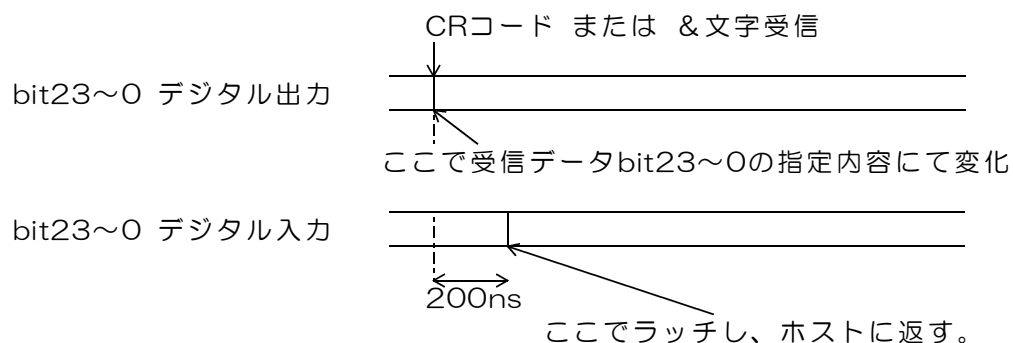 CRコード または &文字受信
bit23～0 デジタル出力
ここで受信データbit23～0の指定内容にて変化
bit23～0 デジタル入力
200ns
ここでラッチし、ホストに返す。